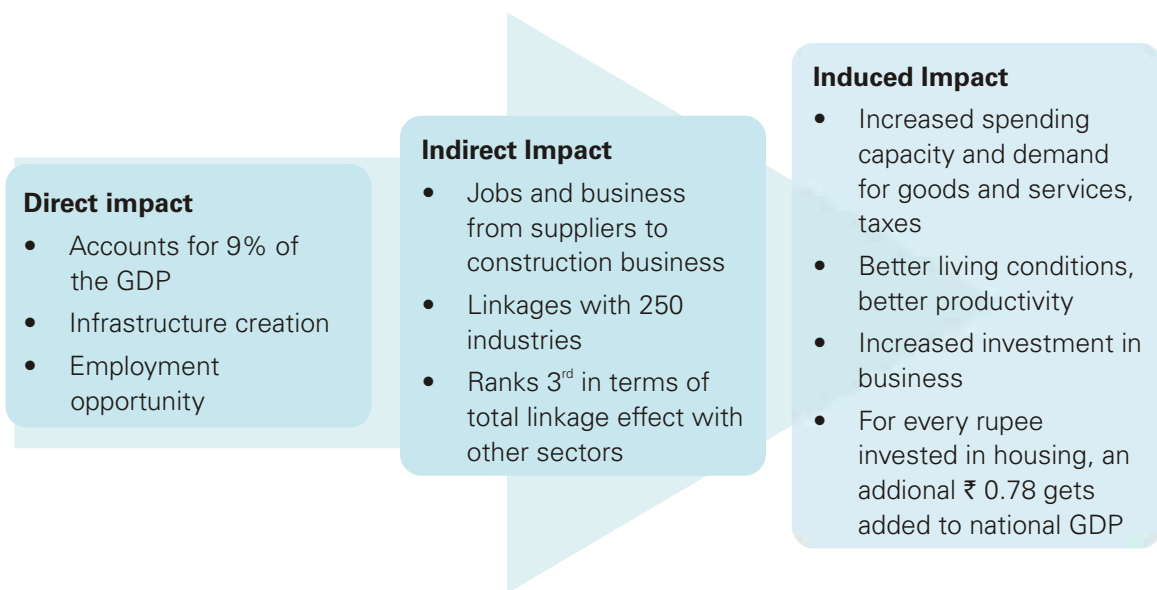 Direct impact
• Accounts for 9% of
the GDP
• Infrastructure creation
• Employment
opportunity
Indirect Impact
• Jobs and business
from suppliers to
construction business
• Linkages with 250
industries
• Ranks 3rd in terms of
total linkage effect with
other sectors
Induced Impact
• Increased spending
capacity and demand
for goods and services,
taxes
• Better living conditions,
better productivity
• Increased investment in
business
• For every rupee
invested in housing, an
addional ₹ 0.78 gets
added to national GDP